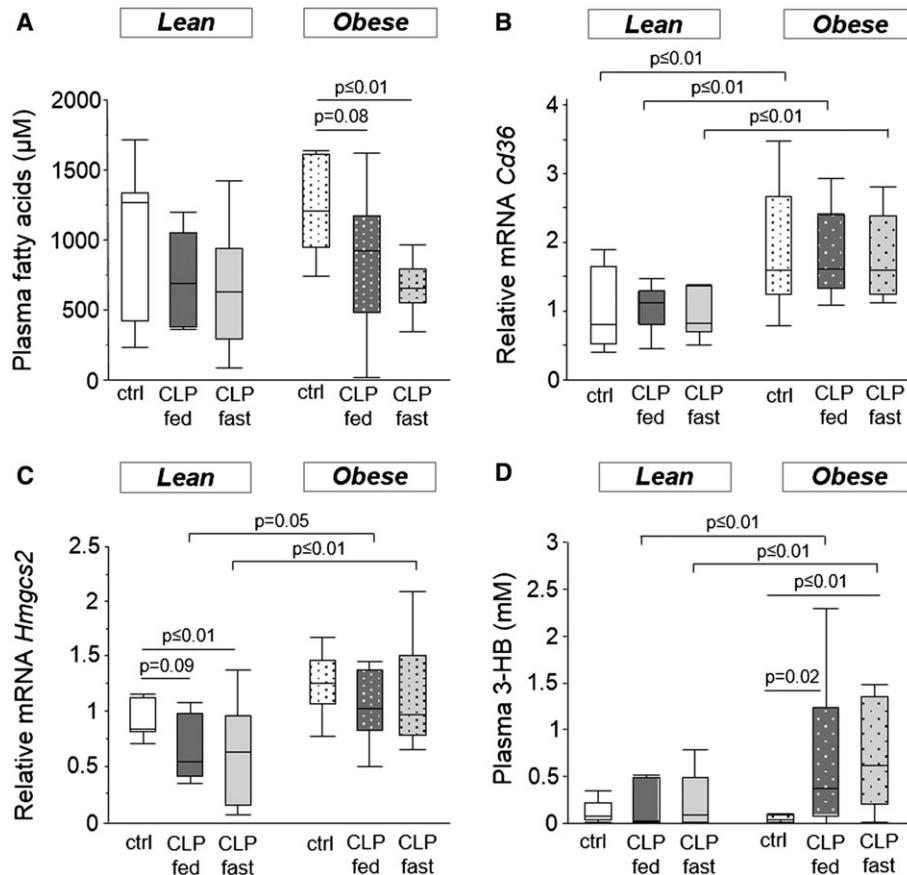 A
Lean
Obese
Plasma fatty acids (µM)
2000
1500
1000
500
0
p≤0.01
p=0.08
ctrl
CLP
fed
CLP
fast
ctrl
CLP
fed
CLP
fast
B
Lean
Obese
Relative mRNA Cd36
4
3
2
1
0
p≤0.01
p≤0.01
p≤0.01
ctrl
CLP
fed
CLP
fast
ctrl
CLP
fed
CLP
fast
C
Lean
Obese
Relative mRNA Hmgcs2
2.5
2
1.5
1
0.5
0
p=0.05
p≤0.01
p≤0.01
p=0.09
ctrl
CLP
fed
CLP
fast
ctrl
CLP
fed
CLP
fast
D
Lean
Obese
Plasma 3-HB (mM)
3
2.5
2
1.5
1
0.5
0
p≤0.01
p≤0.01
p≤0.01
p=0.02
ctrl
CLP
fed
CLP
fast
ctrl
CLP
fed
CLP
fast